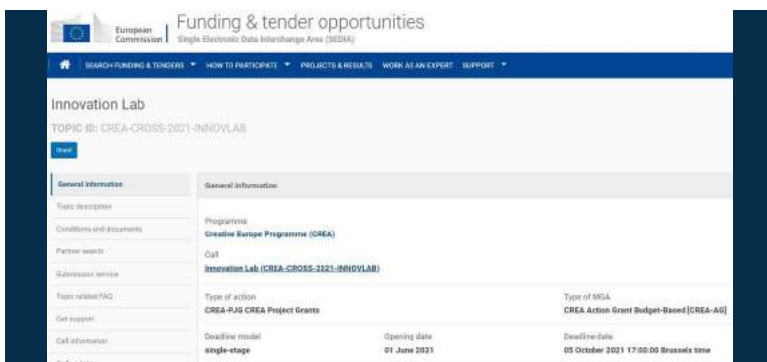 European
Commission
Funding & tender opportunities
Single Electronic Data Interchange Area (SEDIA)
SEARCH FUNDING & TENDERS HOW TO PARTICIPATE PROJECTS & RESULTS WORK AS AN EXPERT SUPPORT
Innovation Lab
TOPIC ID: CREA-CROSS-2021-INNOVLAB
Grant
General information
General information
Topic description
Conditions and documents
Partner search
Submission service
Topic related FAQ
Get support
Call information
Programme
Creative Europe Programme (CREA)
Call
Innovation Lab (CREA-CROSS-2021-INNOVLAB)
Type of action
Type of MGA
CREA-PJG CREA Project Grants
CREA Action Grant Budget-Based [CREA-AG]
Deadline model
Opening date
Deadline date
single-stage
01 June 2021
05 October 2021 17:00:00 Brussels time